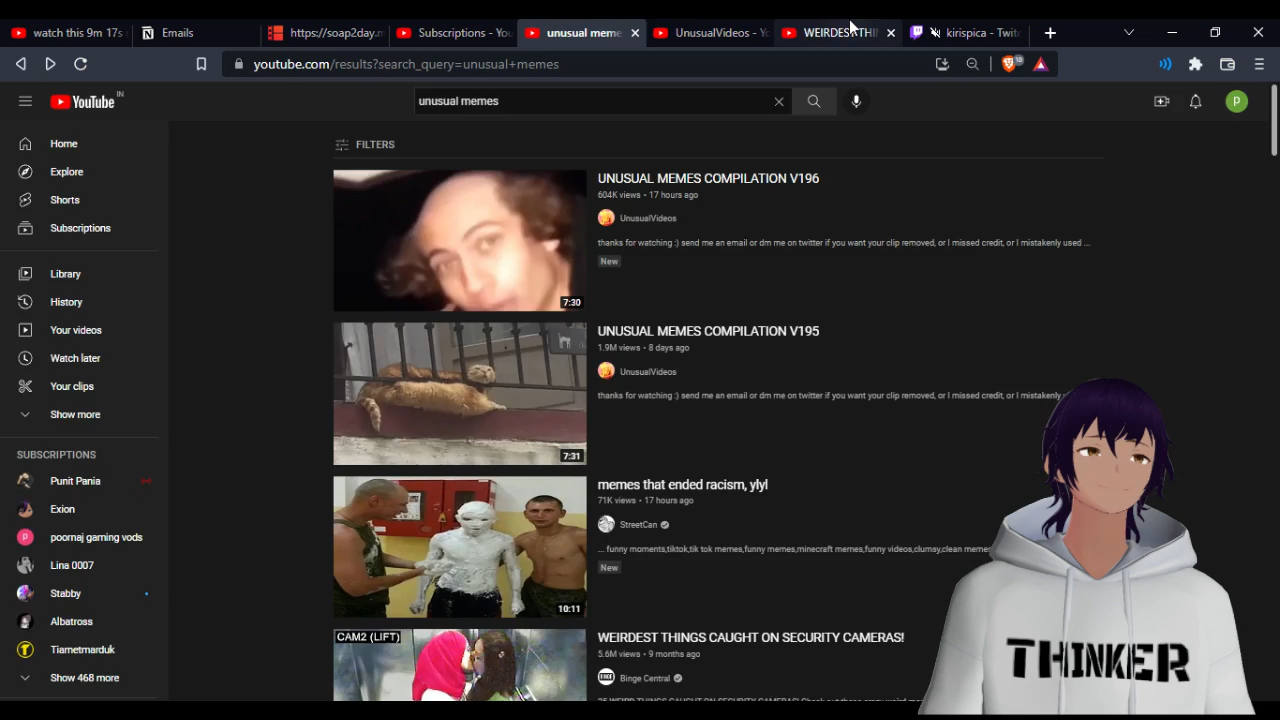 watch this 9m 17s
Emails
https://soap2day.m
Subscriptions - You
unusual meme
UnusualVideos - Yo
WEIRDEST THIN
kirispica - Twitc
youtube.com/results?search_query=unusual+memes
10
YouTube IN
unusual memes
P
Home
Explore
Shorts
Subscriptions
Library
History
Your videos
Watch later
Your clips
Show more
SUBSCRIPTIONS
Punit Pania
Exion
poornaj gaming vods
Lina 0007
Stabby
Albatross
Tiametmarduk
Show 468 more
FILTERS
UNUSUAL MEMES COMPILATION V196
604K views • 17 hours ago
UnusualVideos
thanks for watching :) send me an email or dm me on twitter if you want your clip removed, or I missed credit, or I mistakenly used ...
New
7:30
UNUSUAL MEMES COMPILATION V195
1.9M views • 8 days ago
UnusualVideos
thanks for watching :) send me an email or dm me on twitter if you want your clip removed, or I missed credit, or I mistakenly
7:31
memes that ended racism, ylyl
71K views • 17 hours ago
StreetCan
... funny moments,tiktok,tik tok memes,funny memes,minecraft memes,funny videos,clumsy,clean memes
New
10:11
CAM2 (LIFT)
WEIRDEST THINGS CAUGHT ON SECURITY CAMERAS!
5.6M views • 9 months ago
Binge Central
THINKER